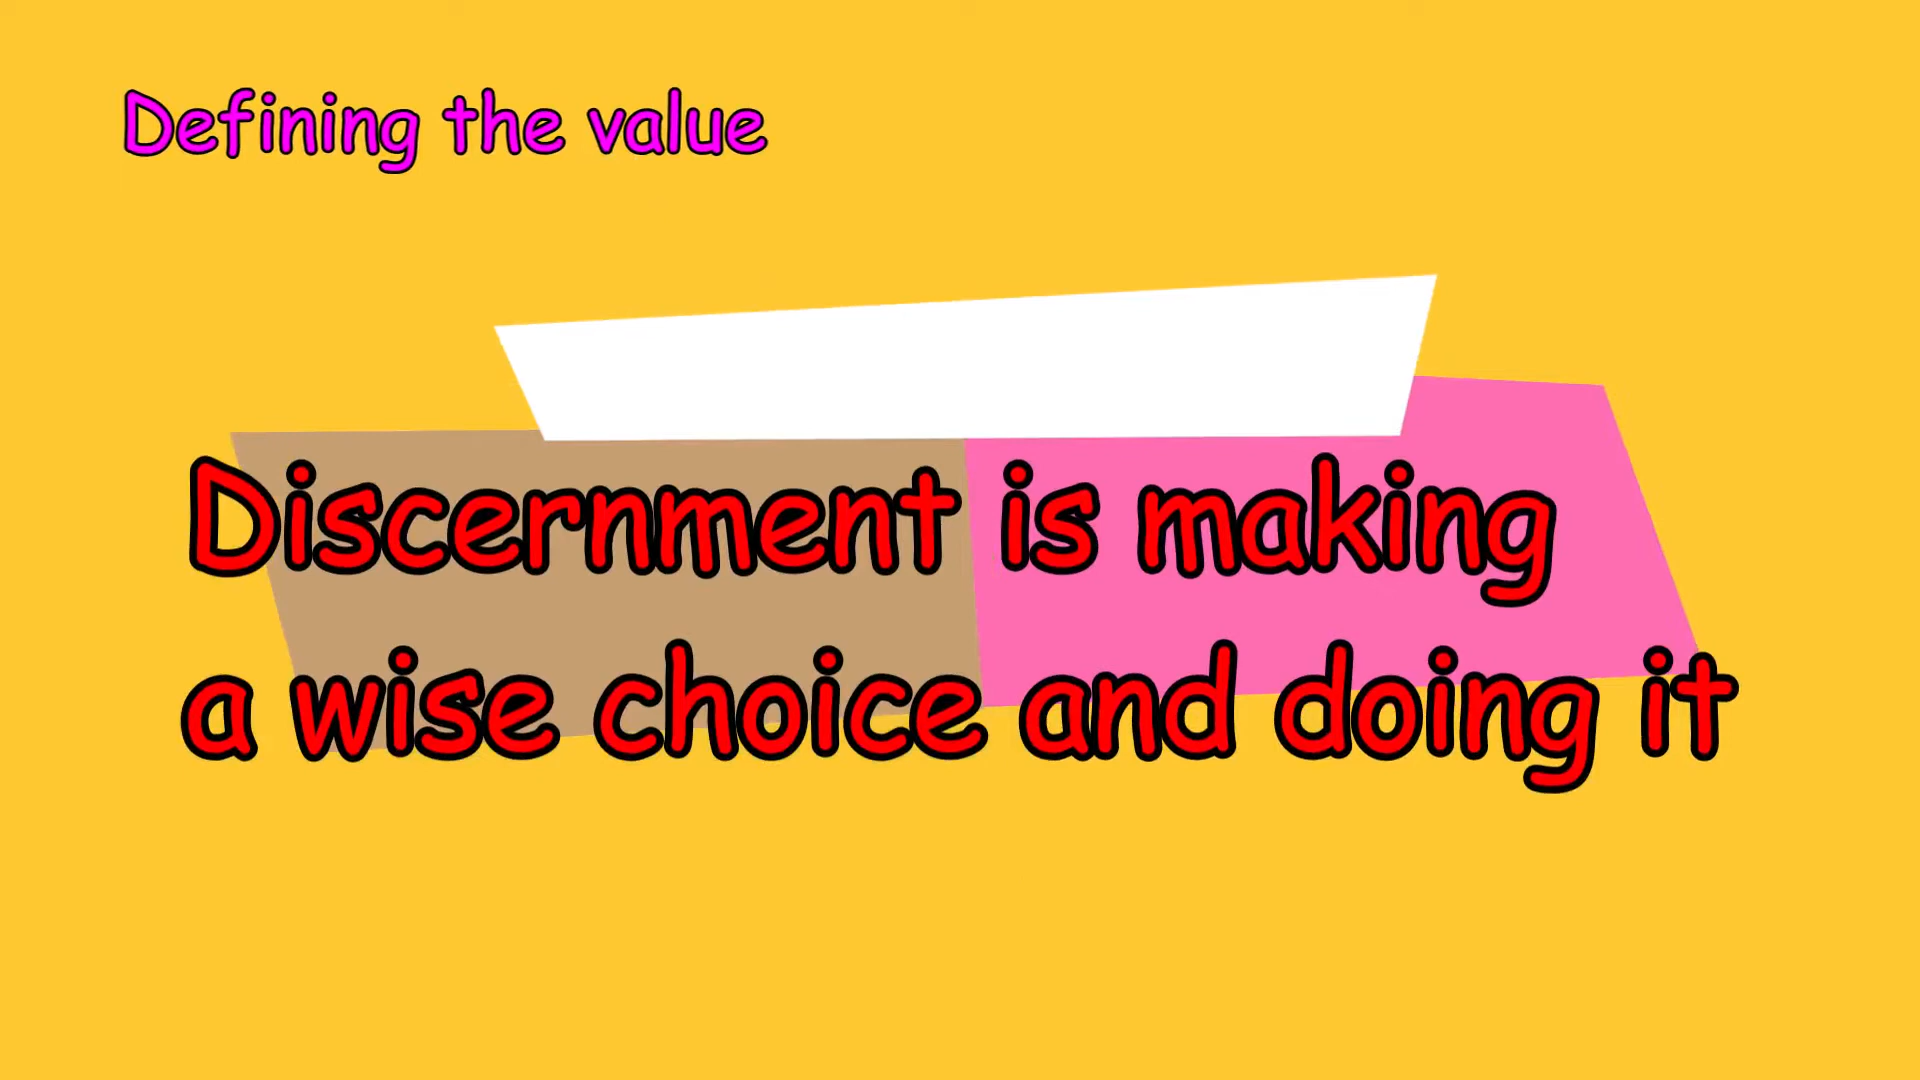 Defining the value
Discernment is making
a wise choice and doing it